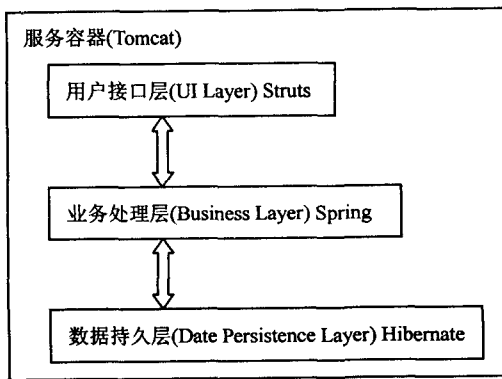 服务容器(Tomcat)
用户接口层(UI Layer) Struts
业务处理层(Business Layer) Spring
数据持久层(Date Persistence Layer) Hibernate